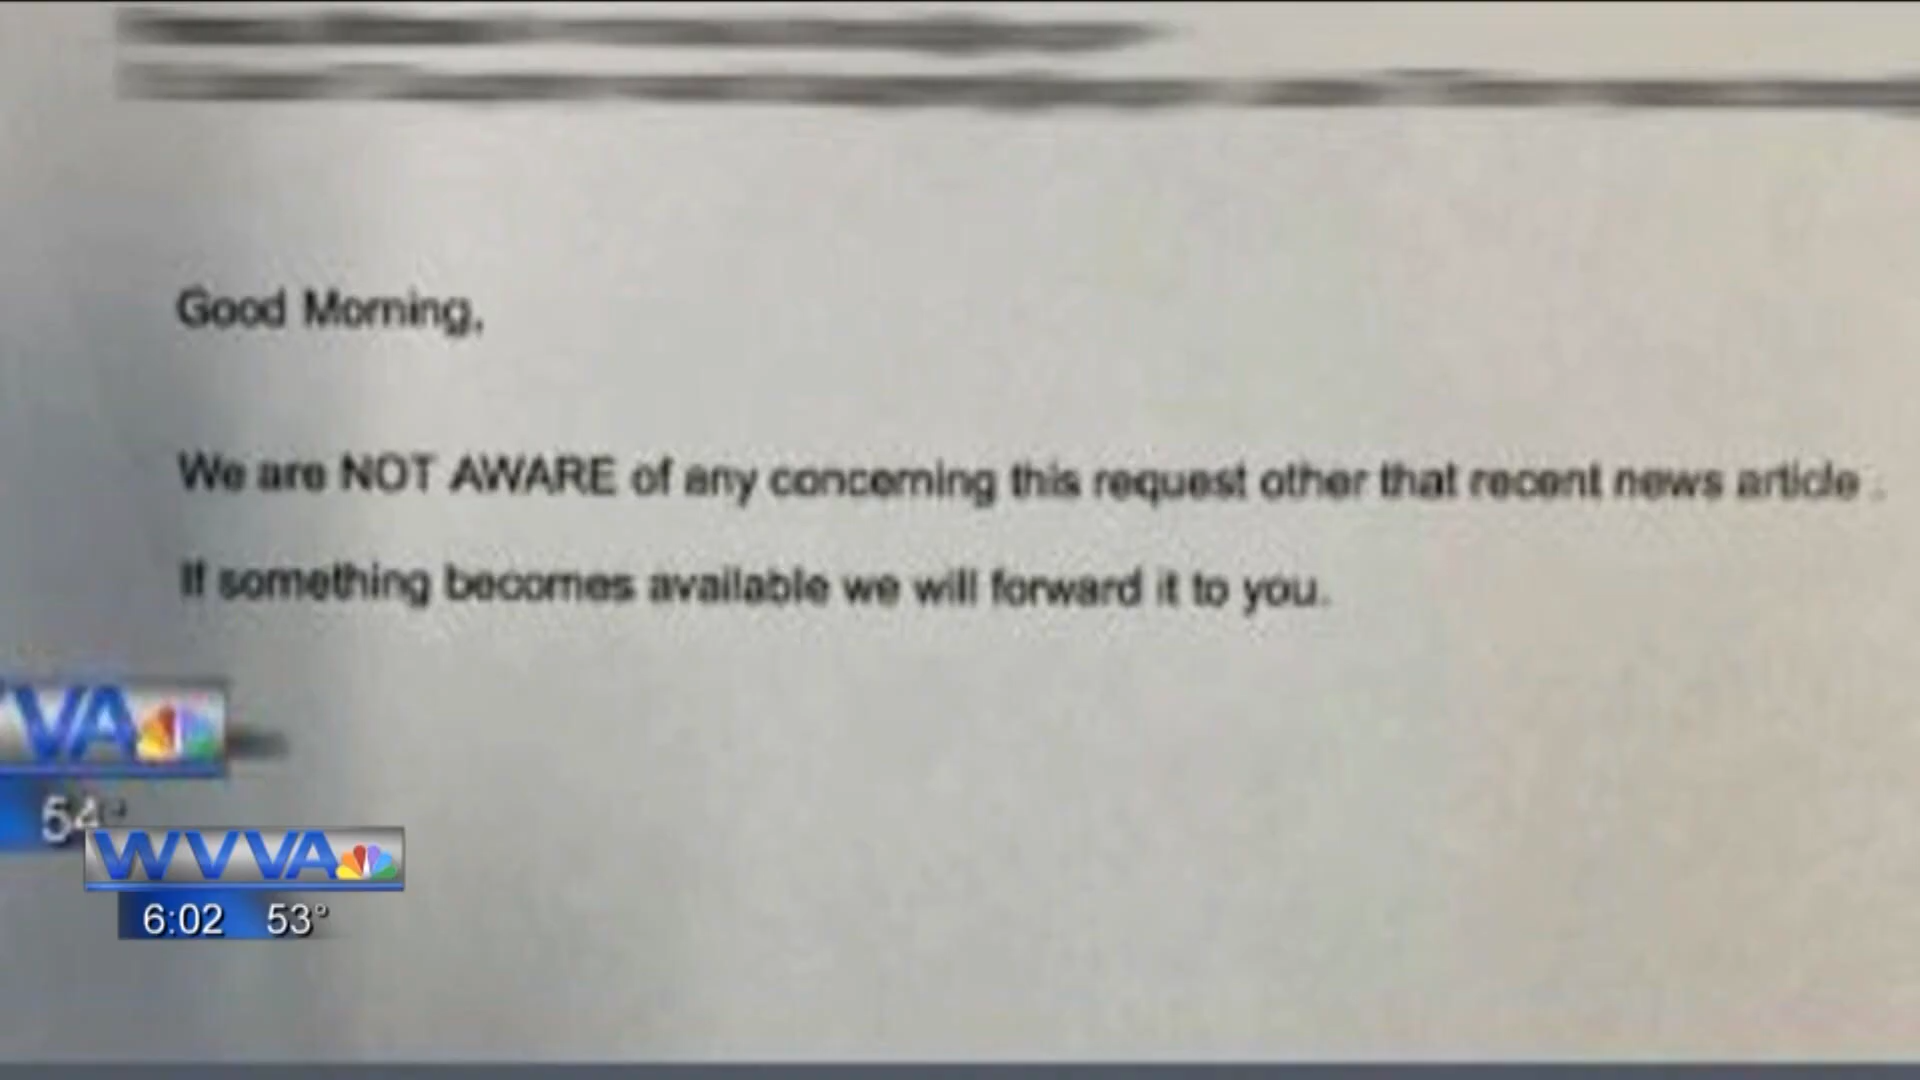 Good Morning,
We are NOT AWARE of any concerning this request other that recent news article .
If something becomes available we will forward it to you.
VA
54°
WVVA
6:02 53°